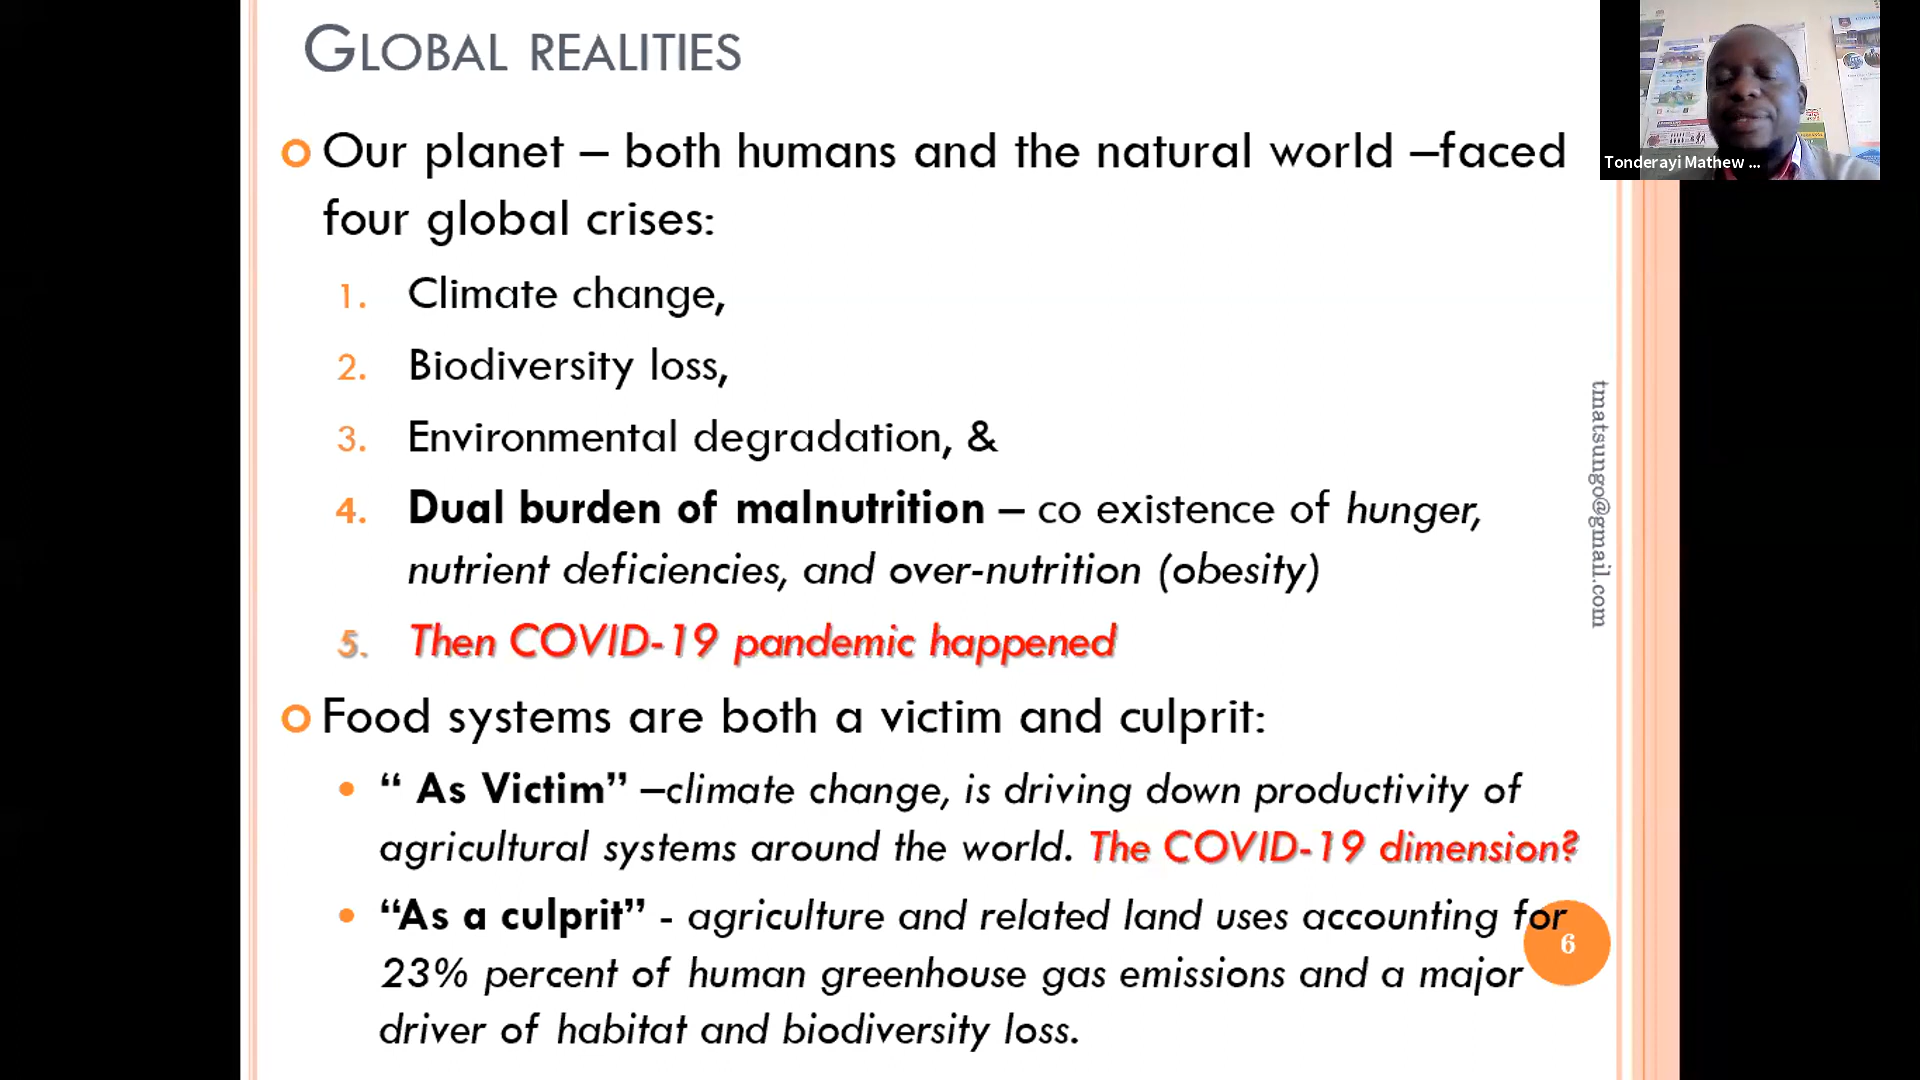 GLOBAL REALITIES
Our planet – both humans and the natural world –faced
four global crises:
1. Climate change,
2. Biodiversity loss,
3. Environmental degradation, &
4. Dual burden of malnutrition – co existence of hunger,
nutrient deficiencies, and over-nutrition (obesity)
5. Then COVID-19 pandemic happened
Food systems are both a victim and culprit:
• “ As Victim” –climate change, is driving down productivity of
agricultural systems around the world. The COVID-19 dimension?
• “As a culprit” - agriculture and related land uses accounting for
23% percent of human greenhouse gas emissions and a major
driver of habitat and biodiversity loss.
6
tmatsungo@gmail.com
Tonderayi Mathew ...